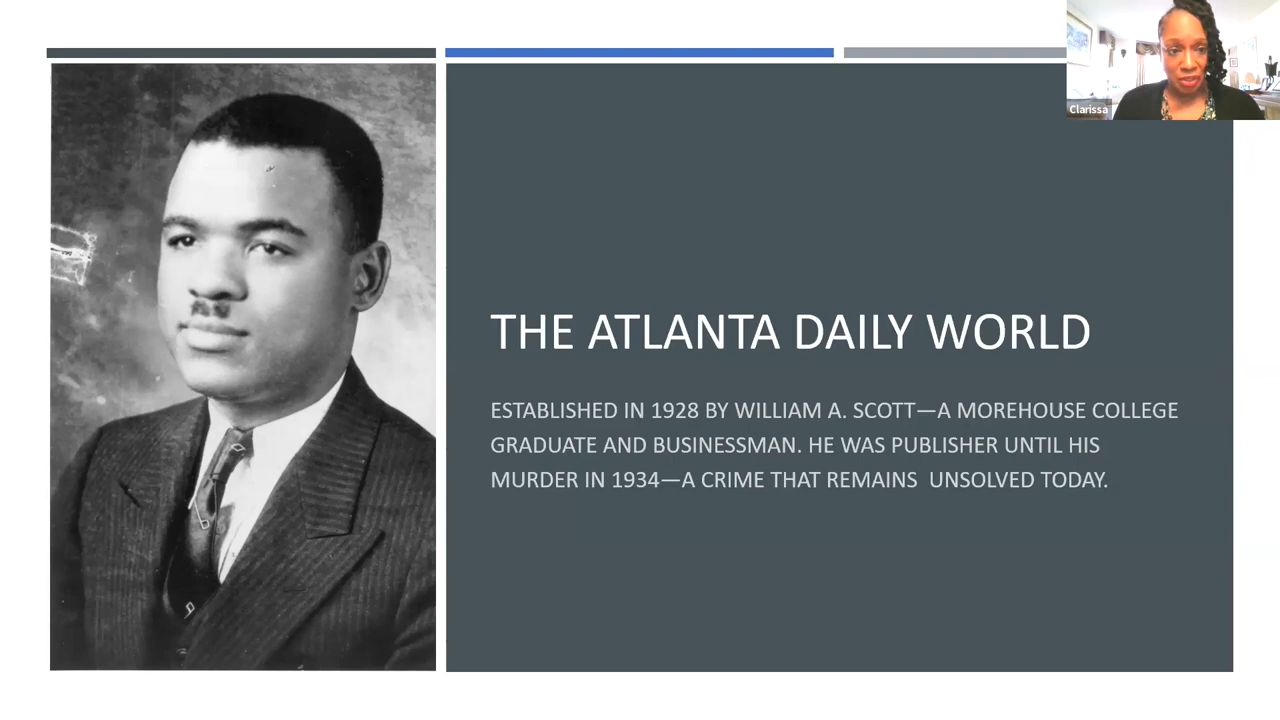 Clarissa
THE ATLANTA DAILY WORLD
ESTABLISHED IN 1928 BY WILLIAM A. SCOTT—A MOREHOUSE COLLEGE
GRADUATE AND BUSINESSMAN. HE WAS PUBLISHER UNTIL HIS
MURDER IN 1934—A CRIME THAT REMAINS  UNSOLVED TODAY.